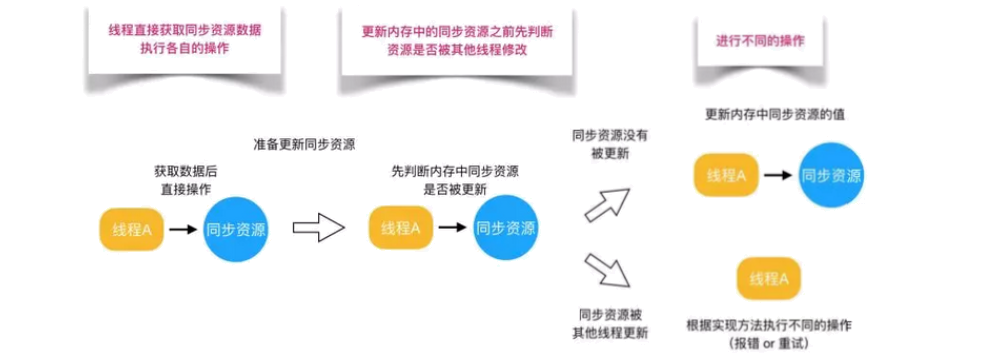 线程直接获取同步资源数据
执行各自的操作
更新内存中的同步资源之前先判断
资源是否被其他线程修改
进行不同的操作
准备更新同步资源
获取数据后
直接操作
线程A
同步资源
先判断内存中同步资源
是否被更新
线程A
同步资源
同步资源没有
被更新
更新内存中同步资源的值
线程A
同步资源
同步资源被
其他线程更新
线程A
根据实现方法执行不同的操作
（报错 or 重试）